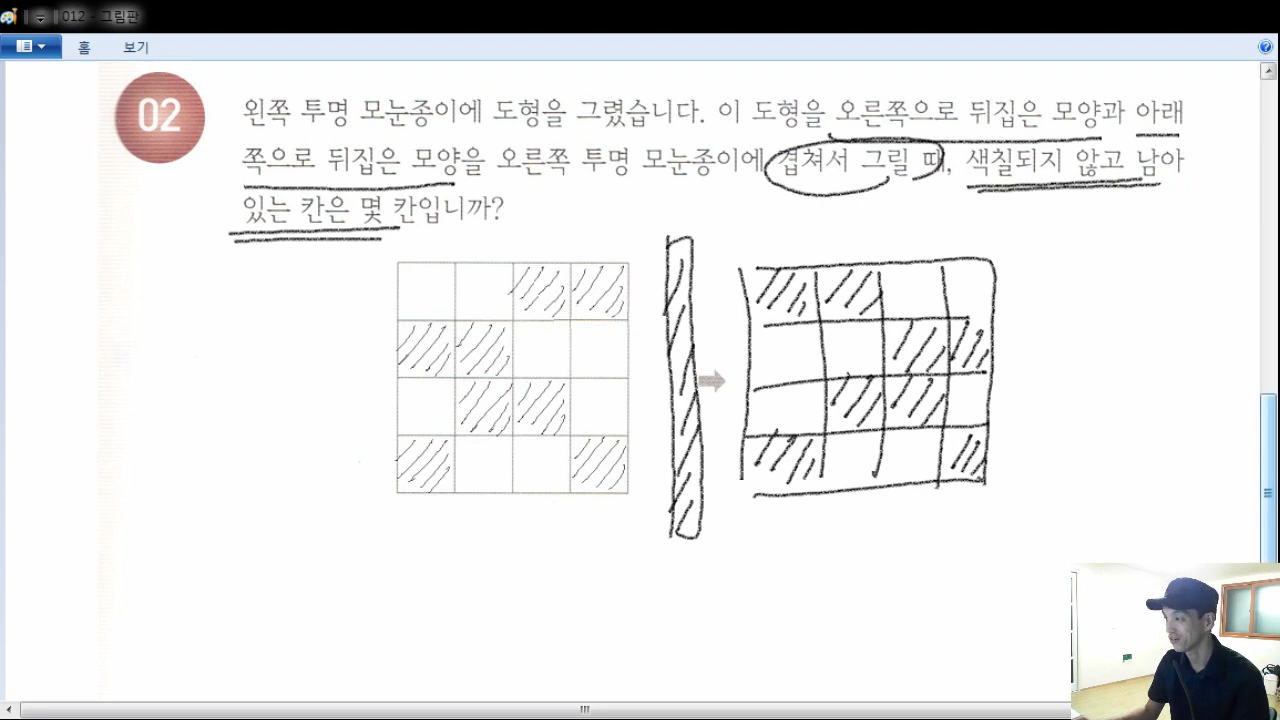 012 - 그림판
홈 보기
02
왼쪽 투명 모눈종이에 도형을 그렸습니다. 이 도형을 오른쪽으로 뒤집은 모양과 아래
쪽으로 뒤집은 모양을 오른쪽 투명 모눈종이에 겹쳐서 그릴 때, 색칠되지 않고 남아
있는 칸은 몇 칸입니까?